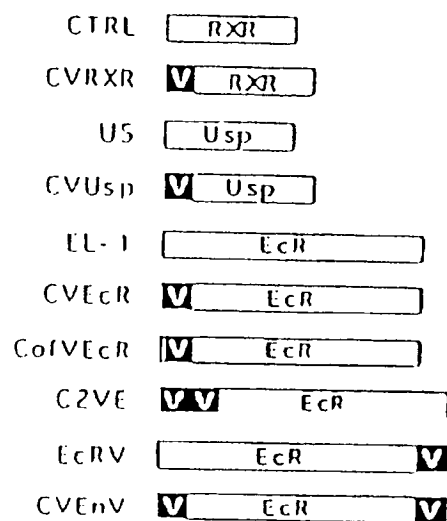 CTRL RXR
CVRXR V RXR
US Usp
CVUsp V Usp
EL-1 EcR
CVEcR V EcR
CofVEcR V EcR
C2VE V V EcR
EcRV EcR V
CVEnV V EcR V